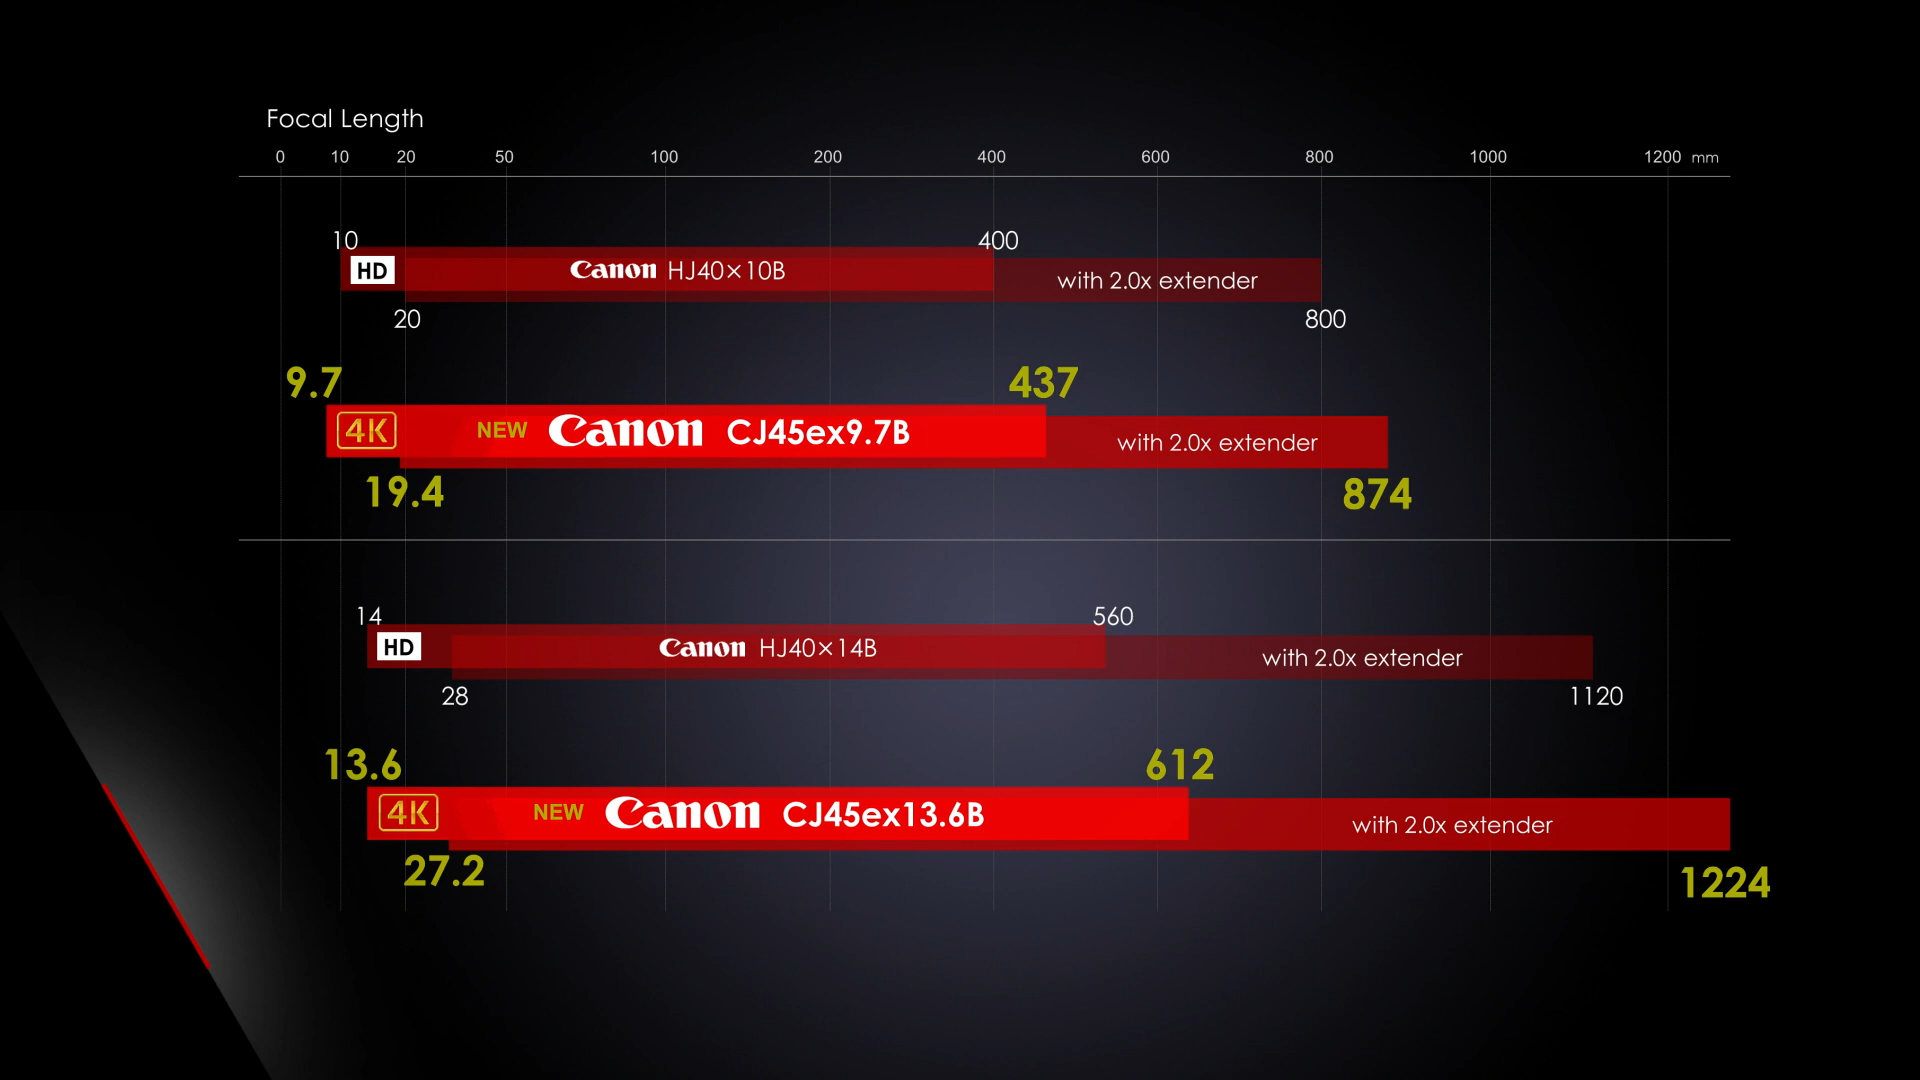 Focal Length
0 10 20 50 100 200 400 600 800 1000 1200 mm
10 400
HD Canon HJ40×10B with 2.0x extender
20 800
9.7 437
4K NEW Canon CJ45ex9.7B with 2.0x extender
19.4 874
14 560
HD Canon HJ40×14B with 2.0x extender
28 1120
13.6 612
4K NEW Canon CJ45ex13.6B with 2.0x extender
27.2 1224